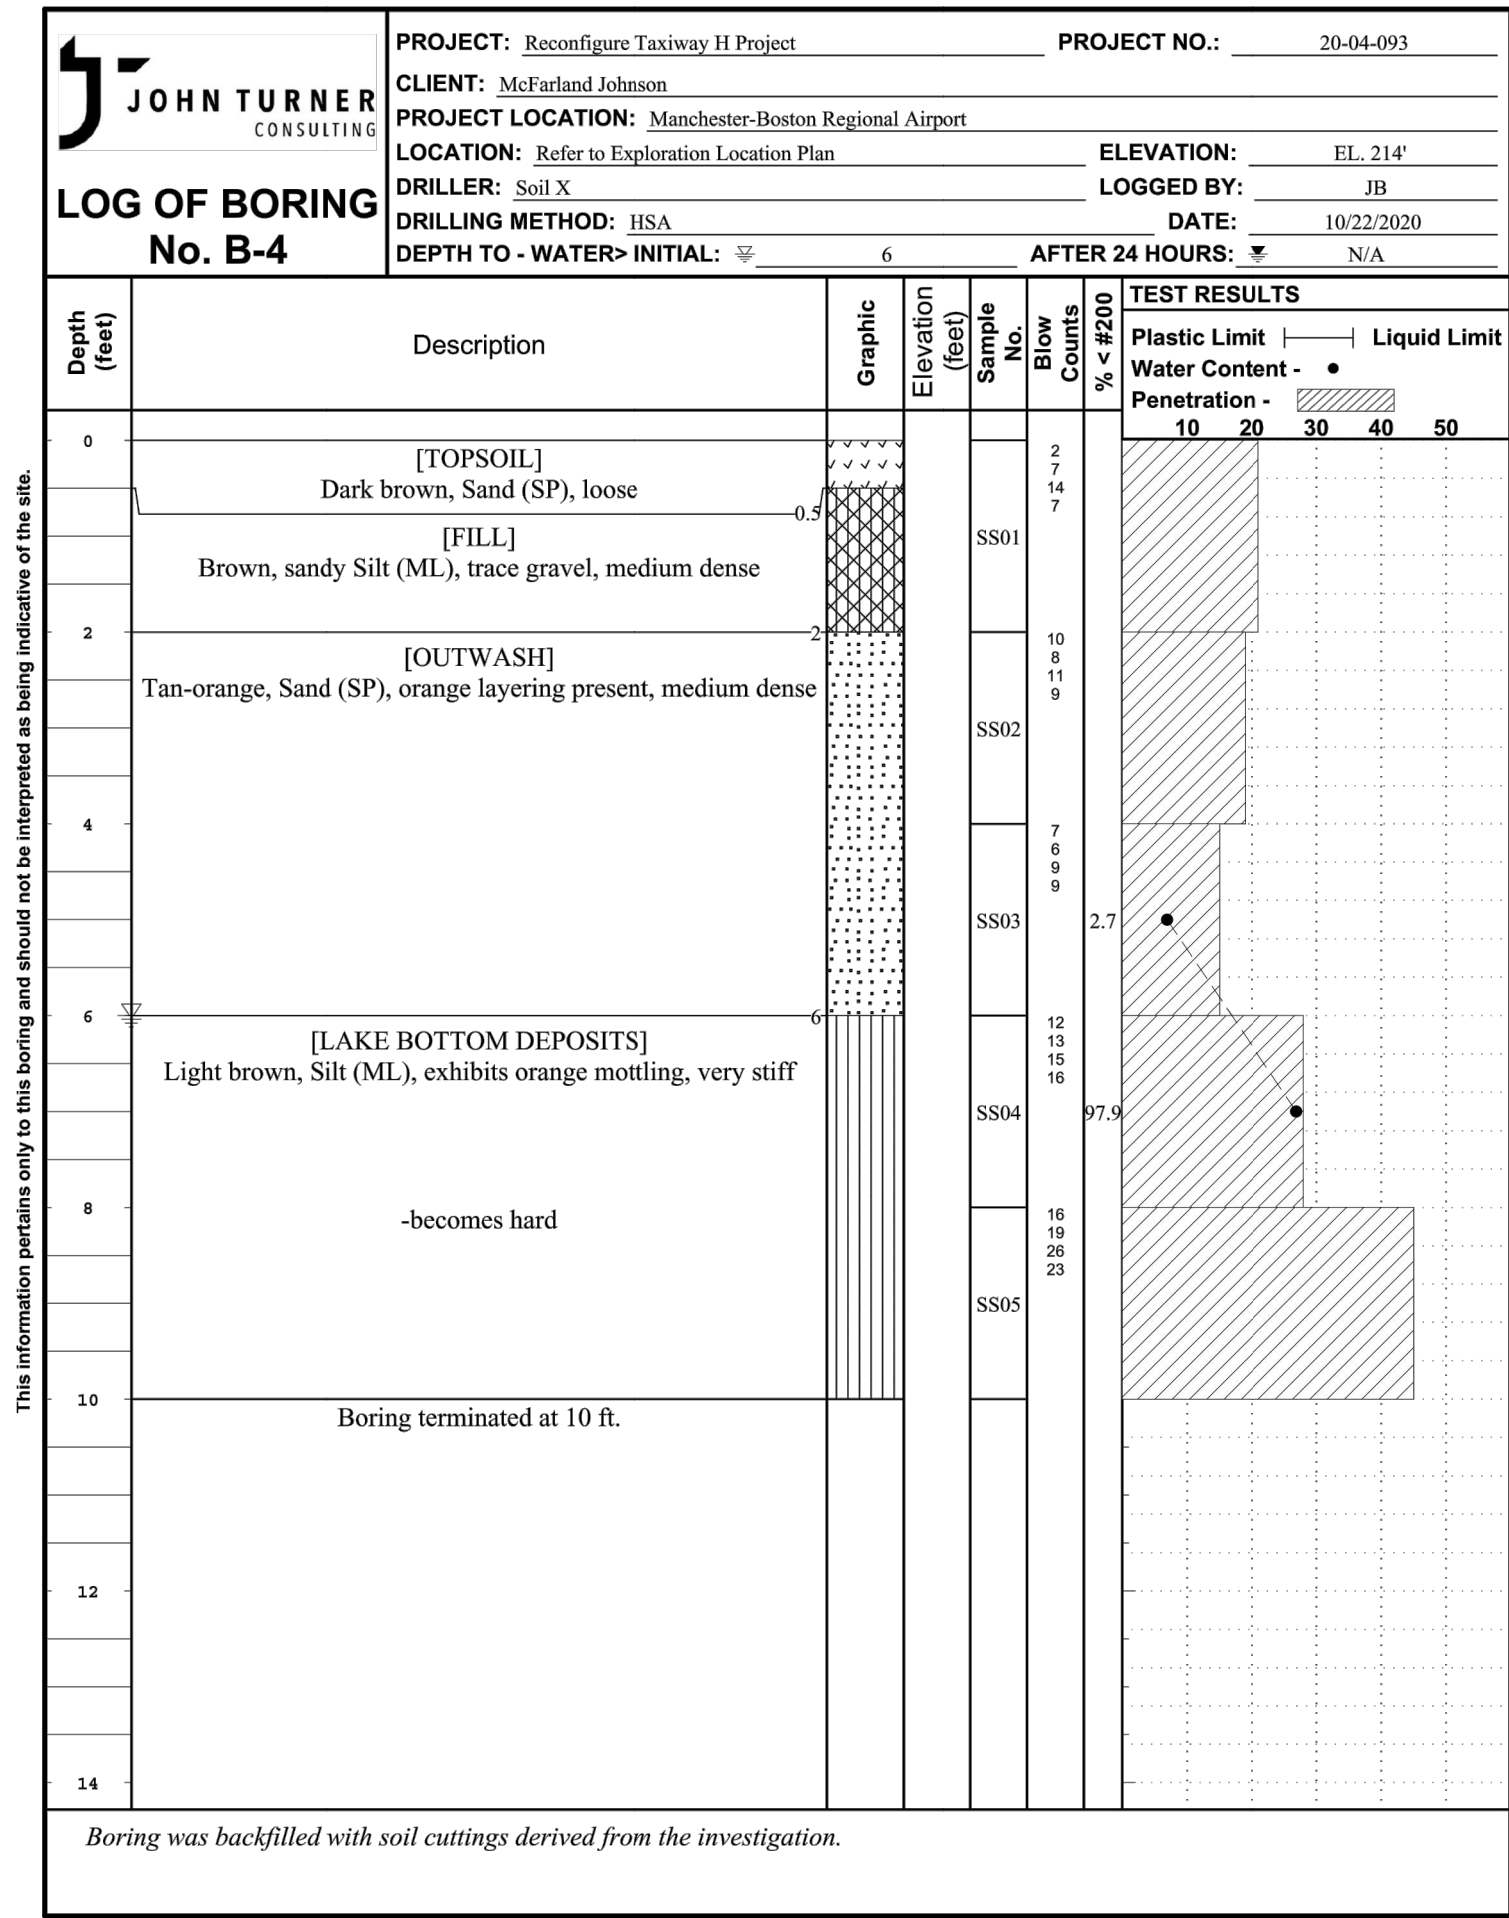 JOHN TURNER
CONSULTING
LOG OF BORING
No. B-4
PROJECT: Reconfigure Taxiway H Project PROJECT NO.: 20-04-093
CLIENT: McFarland Johnson
PROJECT LOCATION: Manchester-Boston Regional Airport
LOCATION: Refer to Exploration Location Plan ELEVATION: EL. 214'
DRILLER: Soil X LOGGED BY: JB
DRILLING METHOD: HSA DATE: 10/22/2020
DEPTH TO - WATER> INITIAL: 6 AFTER 24 HOURS: N/A
Depth
(feet)
Description
Graphic
Elevation
(feet)
Sample
No.
Blow
Counts
% < #200
TEST RESULTS
Plastic Limit Liquid Limit
Water Content -
Penetration -
10 20 30 40 50
0
[TOPSOIL]
Dark brown, Sand (SP), loose
0.5
2
7
14
7
[FILL]
SS01
Brown, sandy Silt (ML), trace gravel, medium dense
2 2
[OUTWASH]
Tan-orange, Sand (SP), orange layering present, medium dense
10
8
11
9
SS02
4
7
6
9
9
SS03 2.7
6 6
[LAKE BOTTOM DEPOSITS]
Light brown, Silt (ML), exhibits orange mottling, very stiff
12
13
15
16
SS04 97.9
8
-becomes hard
16
19
26
23
SS05
10
Boring terminated at 10 ft.
12
14
Boring was backfilled with soil cuttings derived from the investigation.
This information pertains only to this boring and should not be interpreted as being indicative of the site.